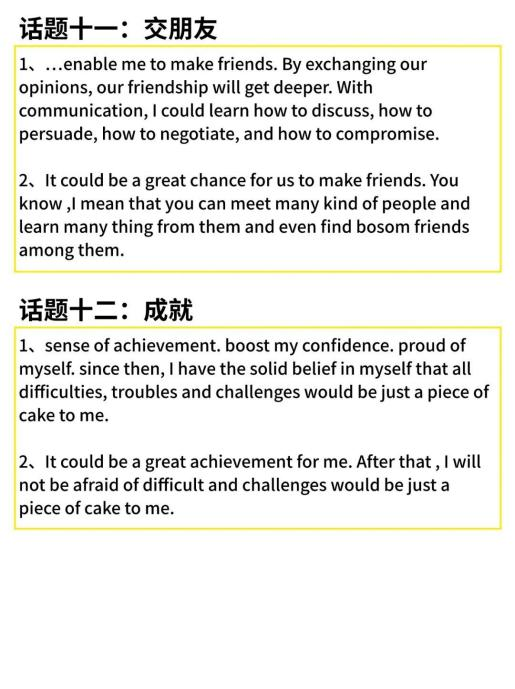 话题十一：交朋友
1、…enable me to make friends. By exchanging our
opinions, our friendship will get deeper. With
communication, I could learn how to discuss, how to
persuade, how to negotiate, and how to compromise.
2、It could be a great chance for us to make friends. You
know ,I mean that you can meet many kind of people and
learn many thing from them and even find bosom friends
among them.
话题十二：成就
1、sense of achievement. boost my confidence. proud of
myself. since then, I have the solid belief in myself that all
difficulties, troubles and challenges would be just a piece of
cake to me.
2、It could be a great achievement for me. After that , I will
not be afraid of difficult and challenges would be just a
piece of cake to me.